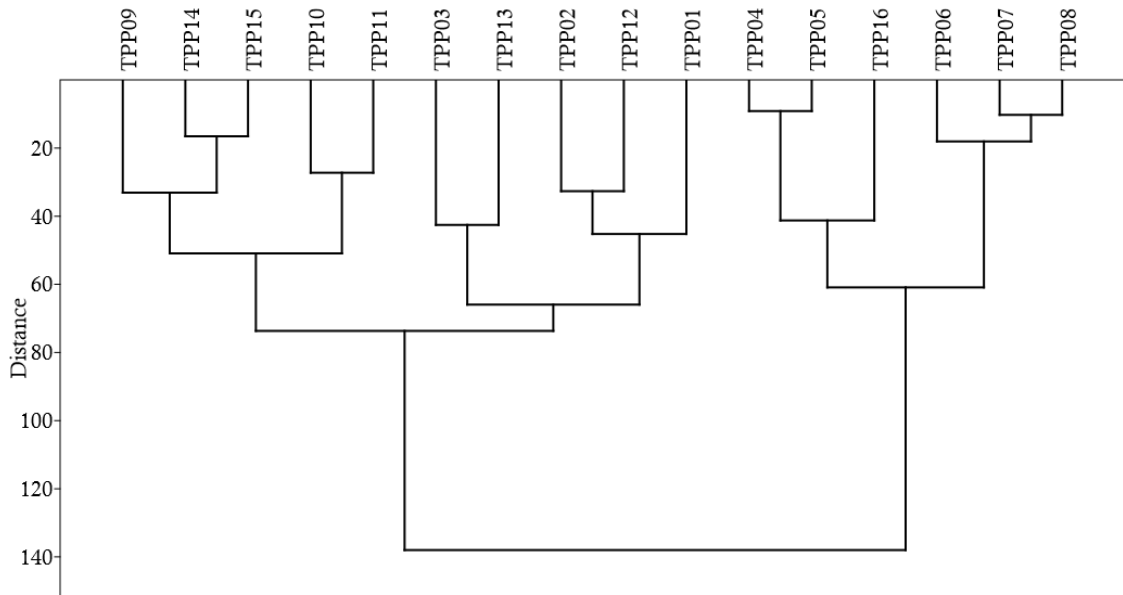 TPP09
TPP14
TPP15
TPP10
TPP11
TPP03
TPP13
TPP02
TPP12
TPP01
TPP04
TPP05
TPP16
TPP06
TPP07
TPP08
20
40
60
80
100
120
140
Distance